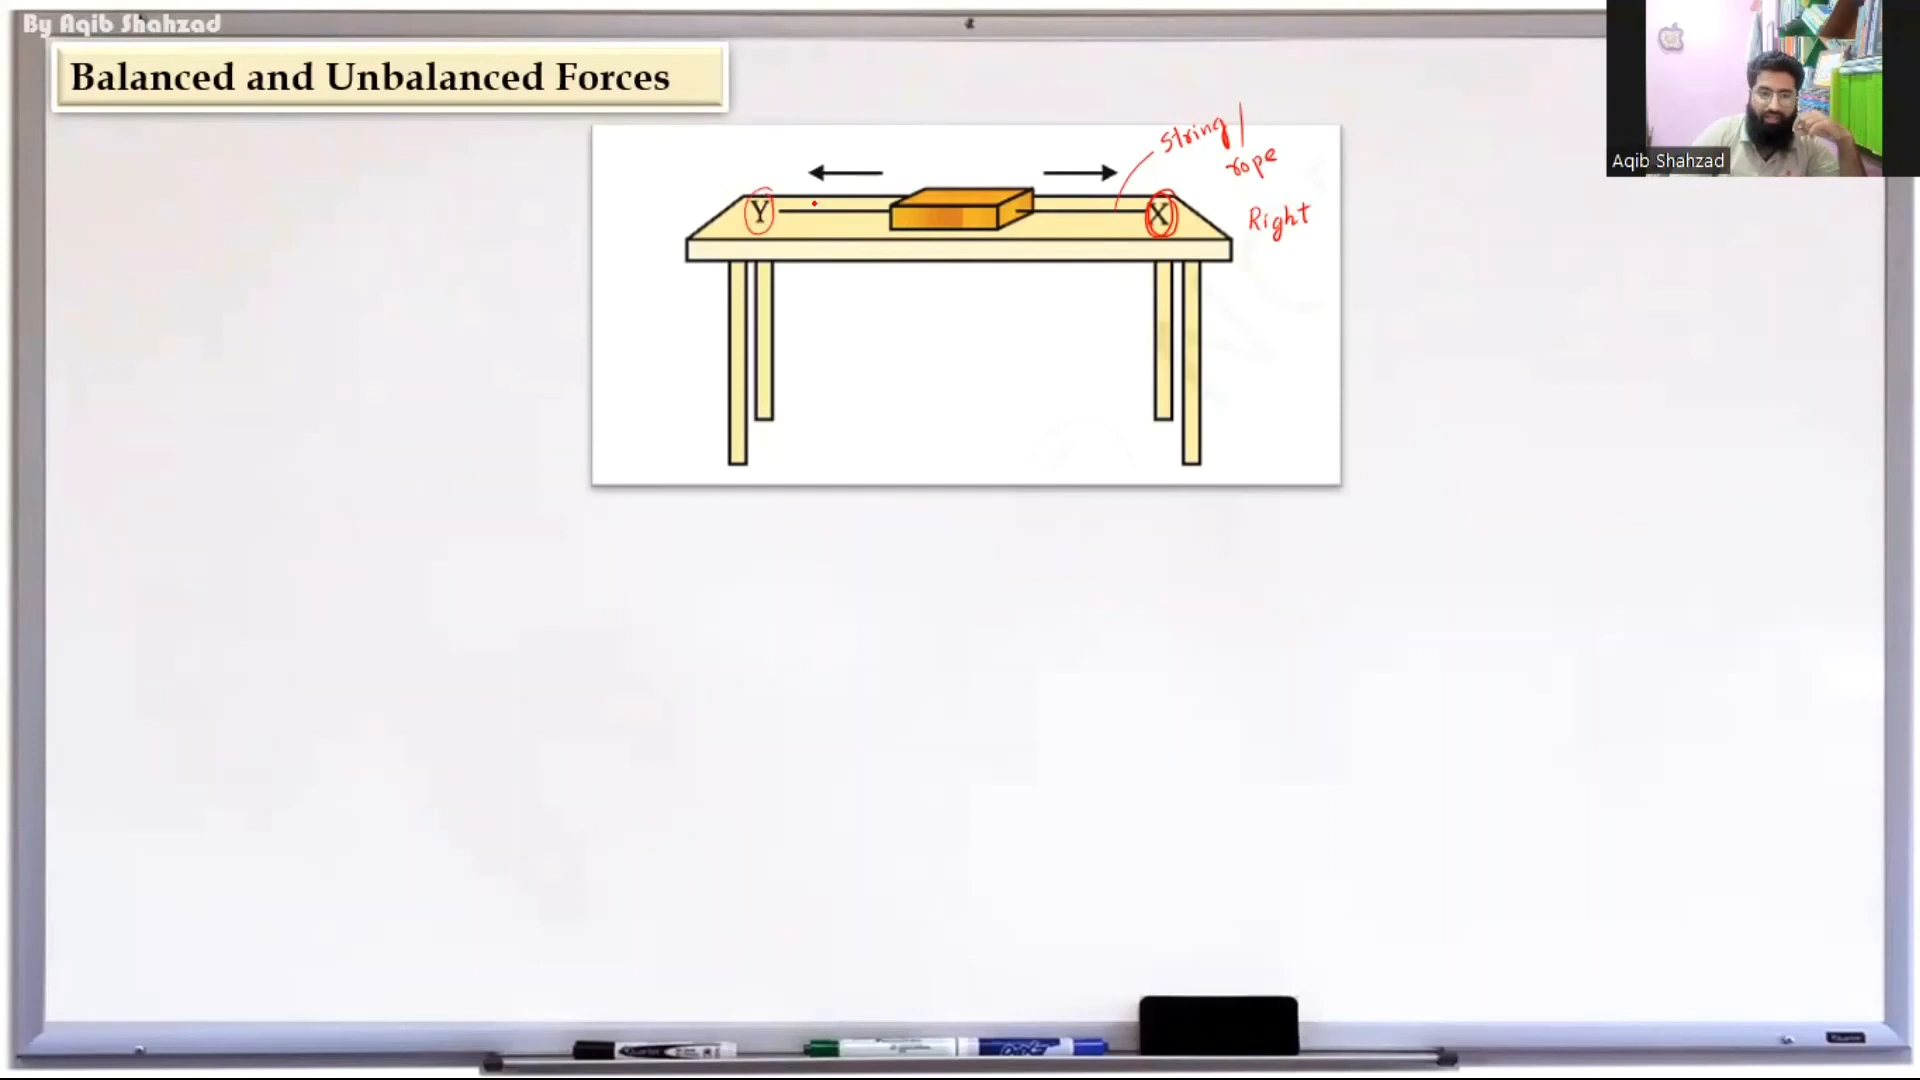 By Aqib Shahzad
Balanced and Unbalanced Forces
String /
rope
Y
X
Right
Aqib Shahzad